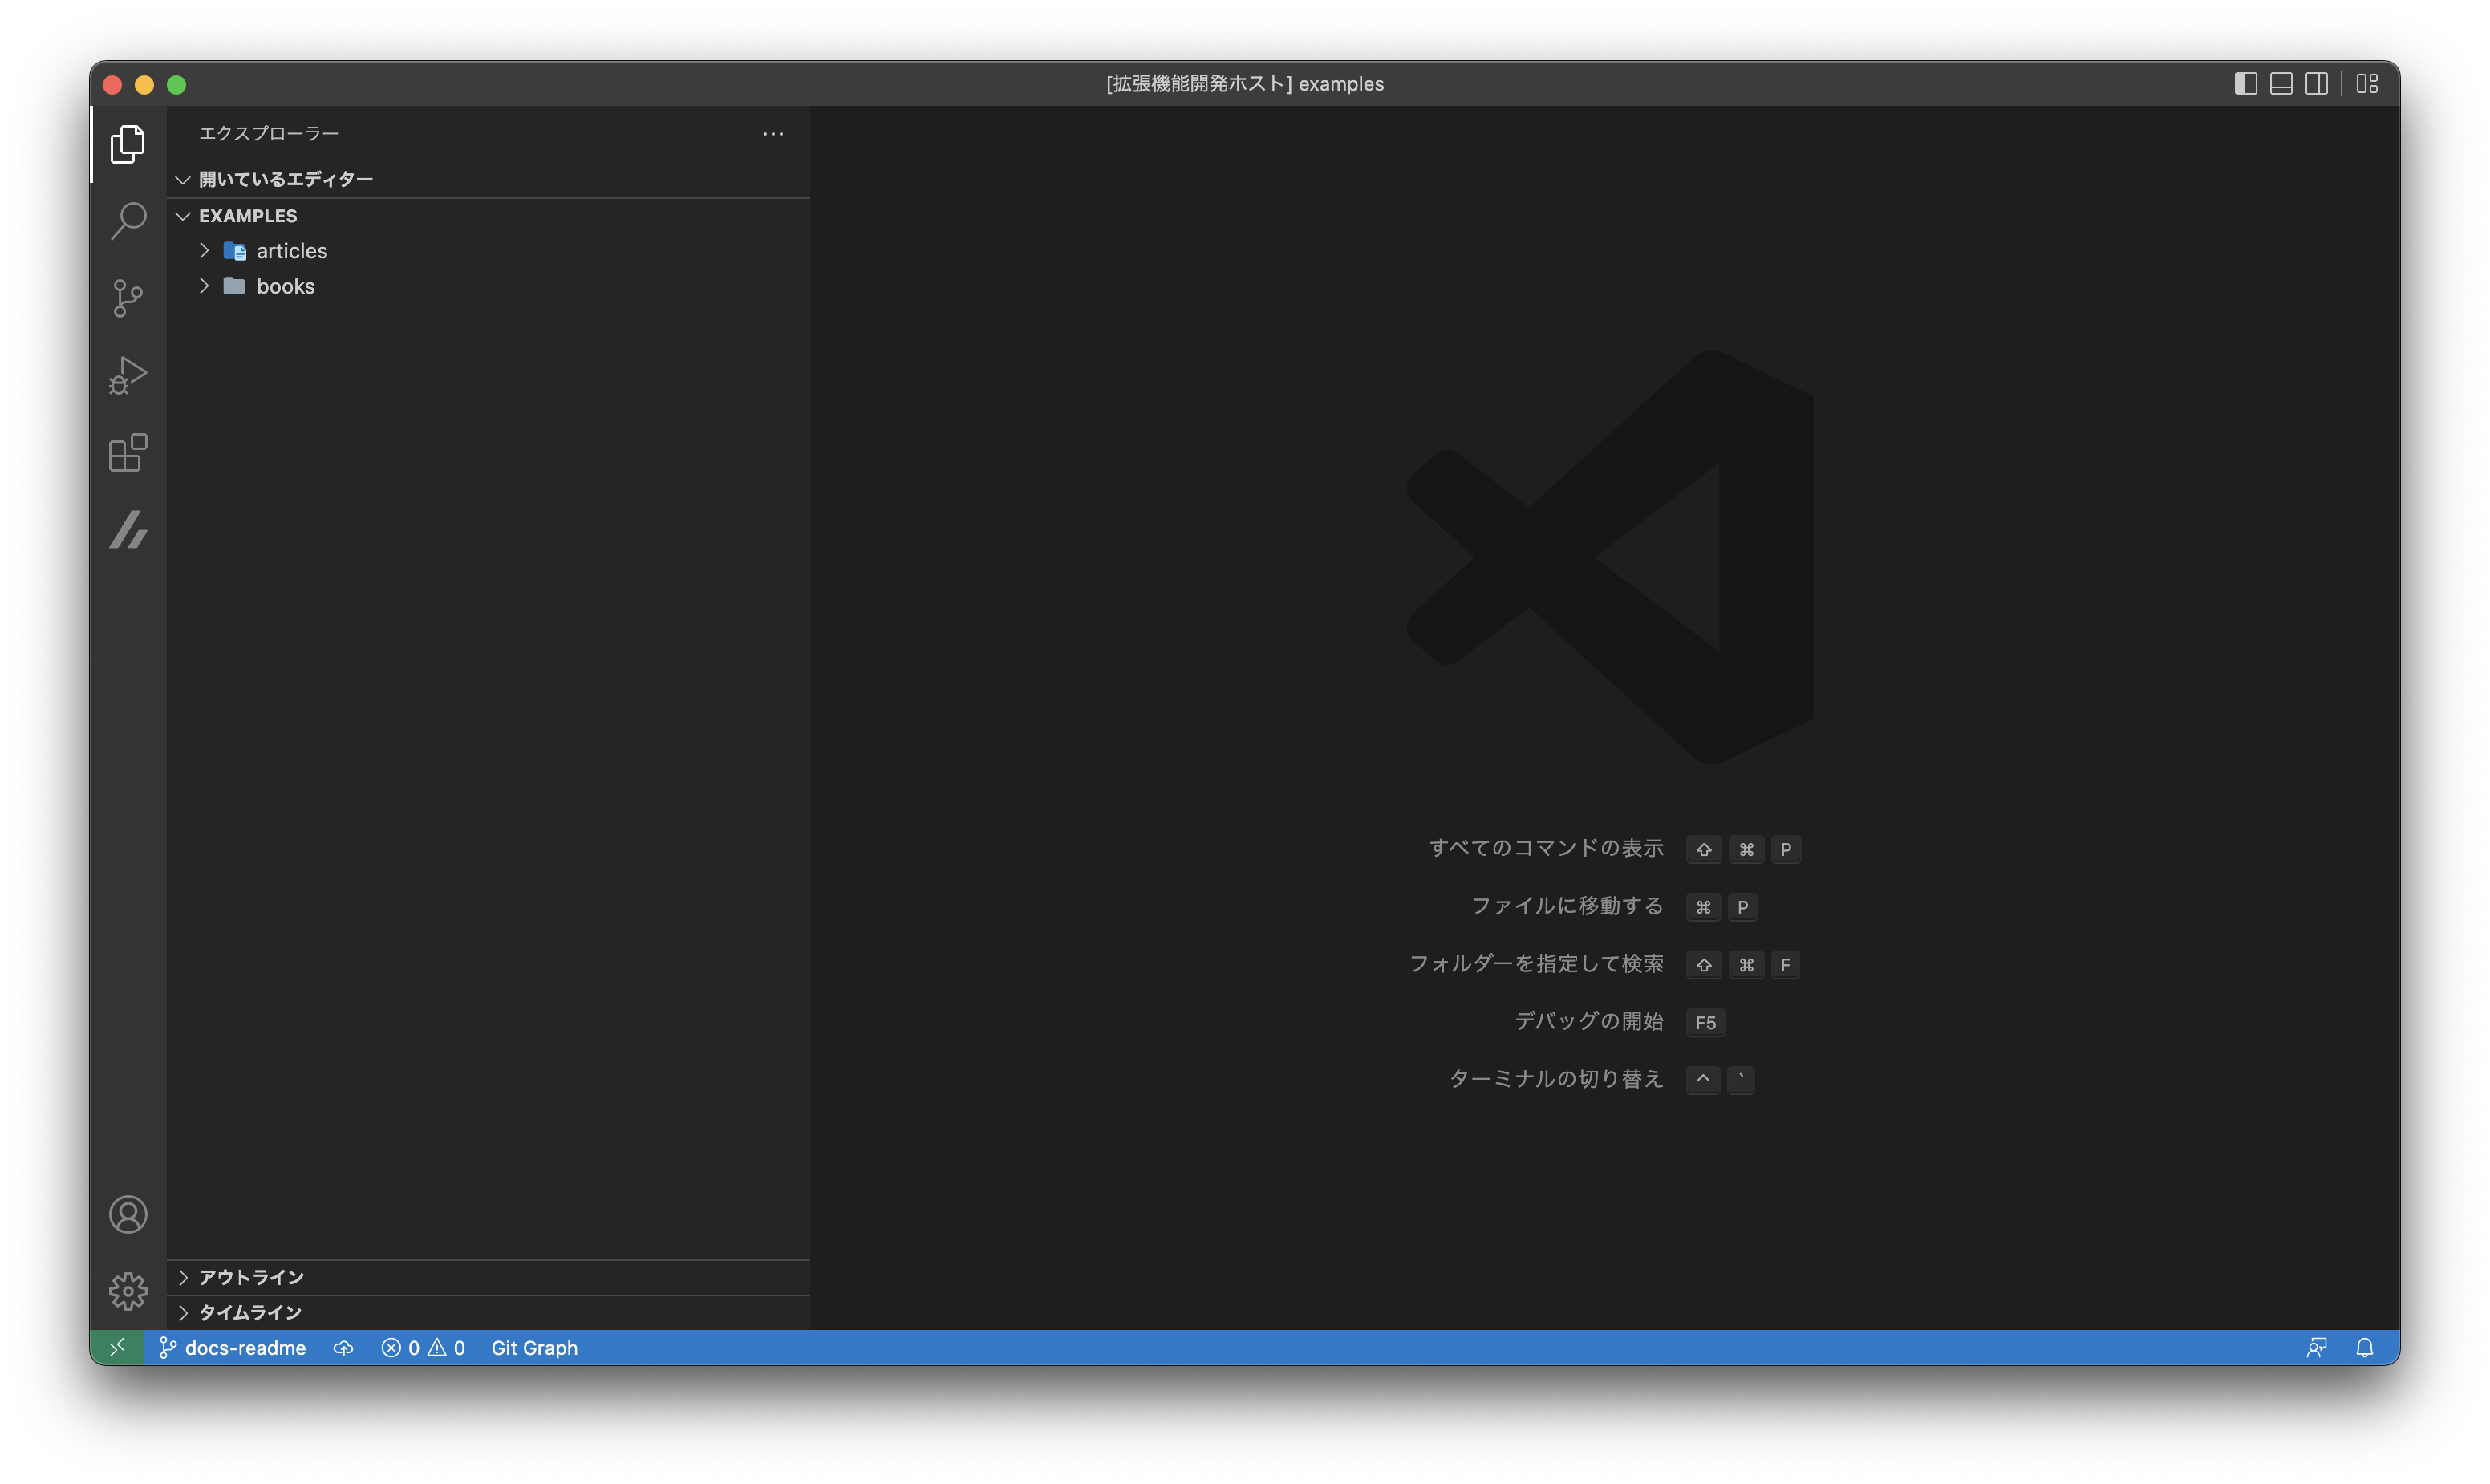 [拡張機能開発ホスト] examples
エクスプローラー
開いているエディター
EXAMPLES
articles
books
すべてのコマンドの表示 ⇧ ⌘ P
ファイルに移動する ⌘ P
フォルダーを指定して検索 ⇧ ⌘ F
デバッグの開始 F5
ターミナルの切り替え ^ `
アウトライン
タイムライン
docs-readme 0 0 Git Graph